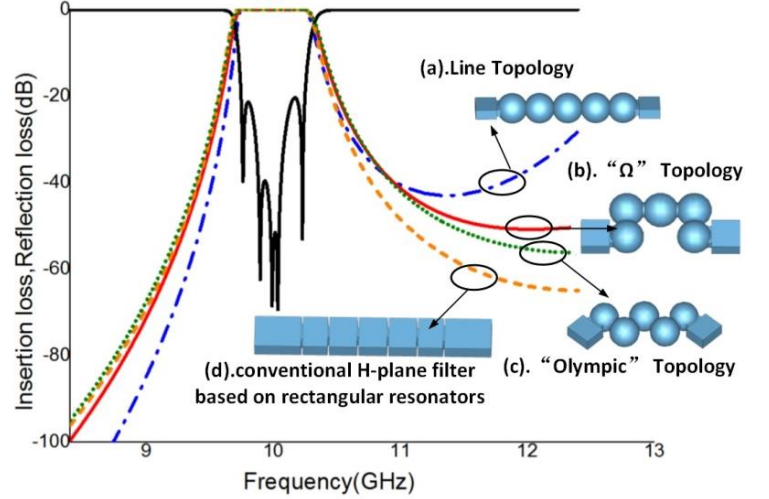 0
-20
-40
-60
-80
-100
Insertion loss,Reflection loss(dB)
(a).Line Topology
(b).“Ω” Topology
(c).“Olympic” Topology
(d).conventional H-plane filter
based on rectangular resonators
9
10
11
12
13
Frequency(GHz)